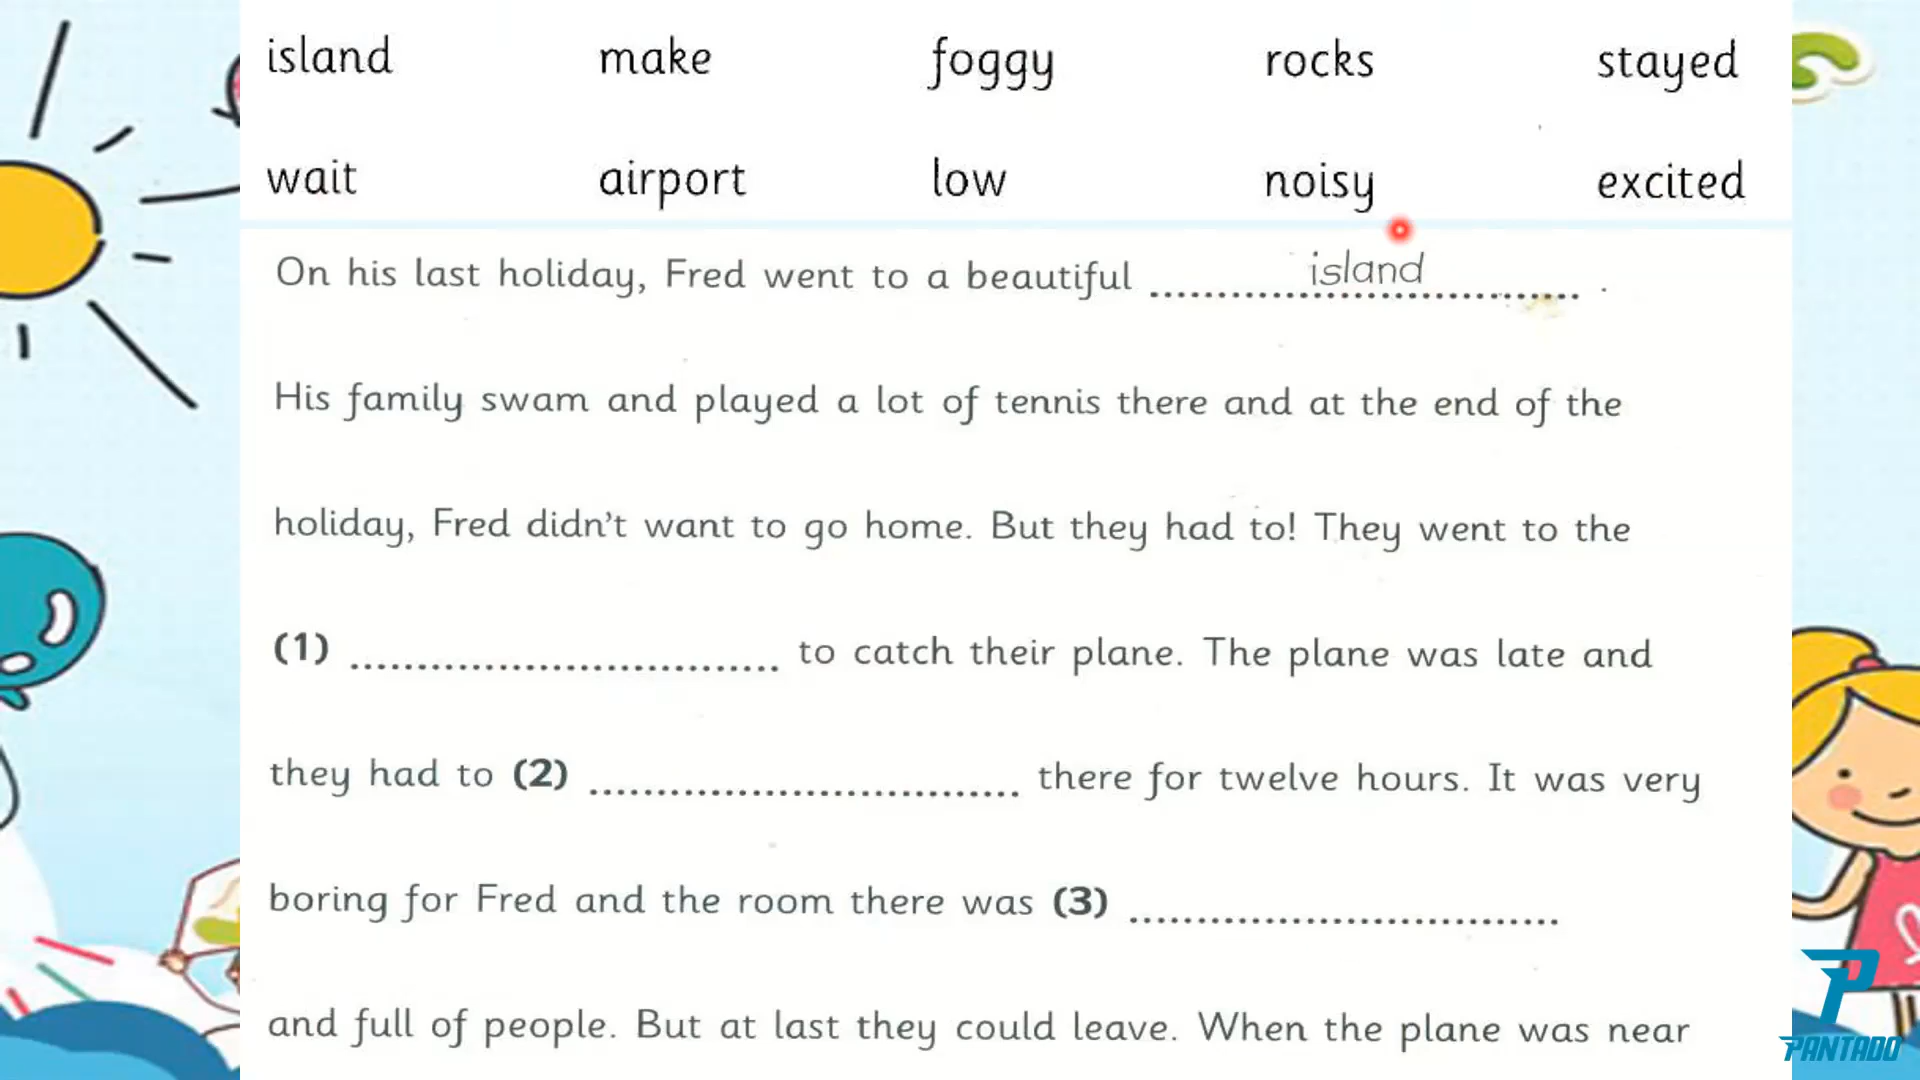 island make foggy rocks stayed
wait airport low noisy excited
On his last holiday, Fred went to a beautiful island .
His family swam and played a lot of tennis there and at the end of the
holiday, Fred didn't want to go home. But they had to! They went to the
(1) ................................ to catch their plane. The plane was late and
they had to (2) ................................ there for twelve hours. It was very
boring for Fred and the room there was (3) ................................
and full of people. But at last they could leave. When the plane was near
PANTADO